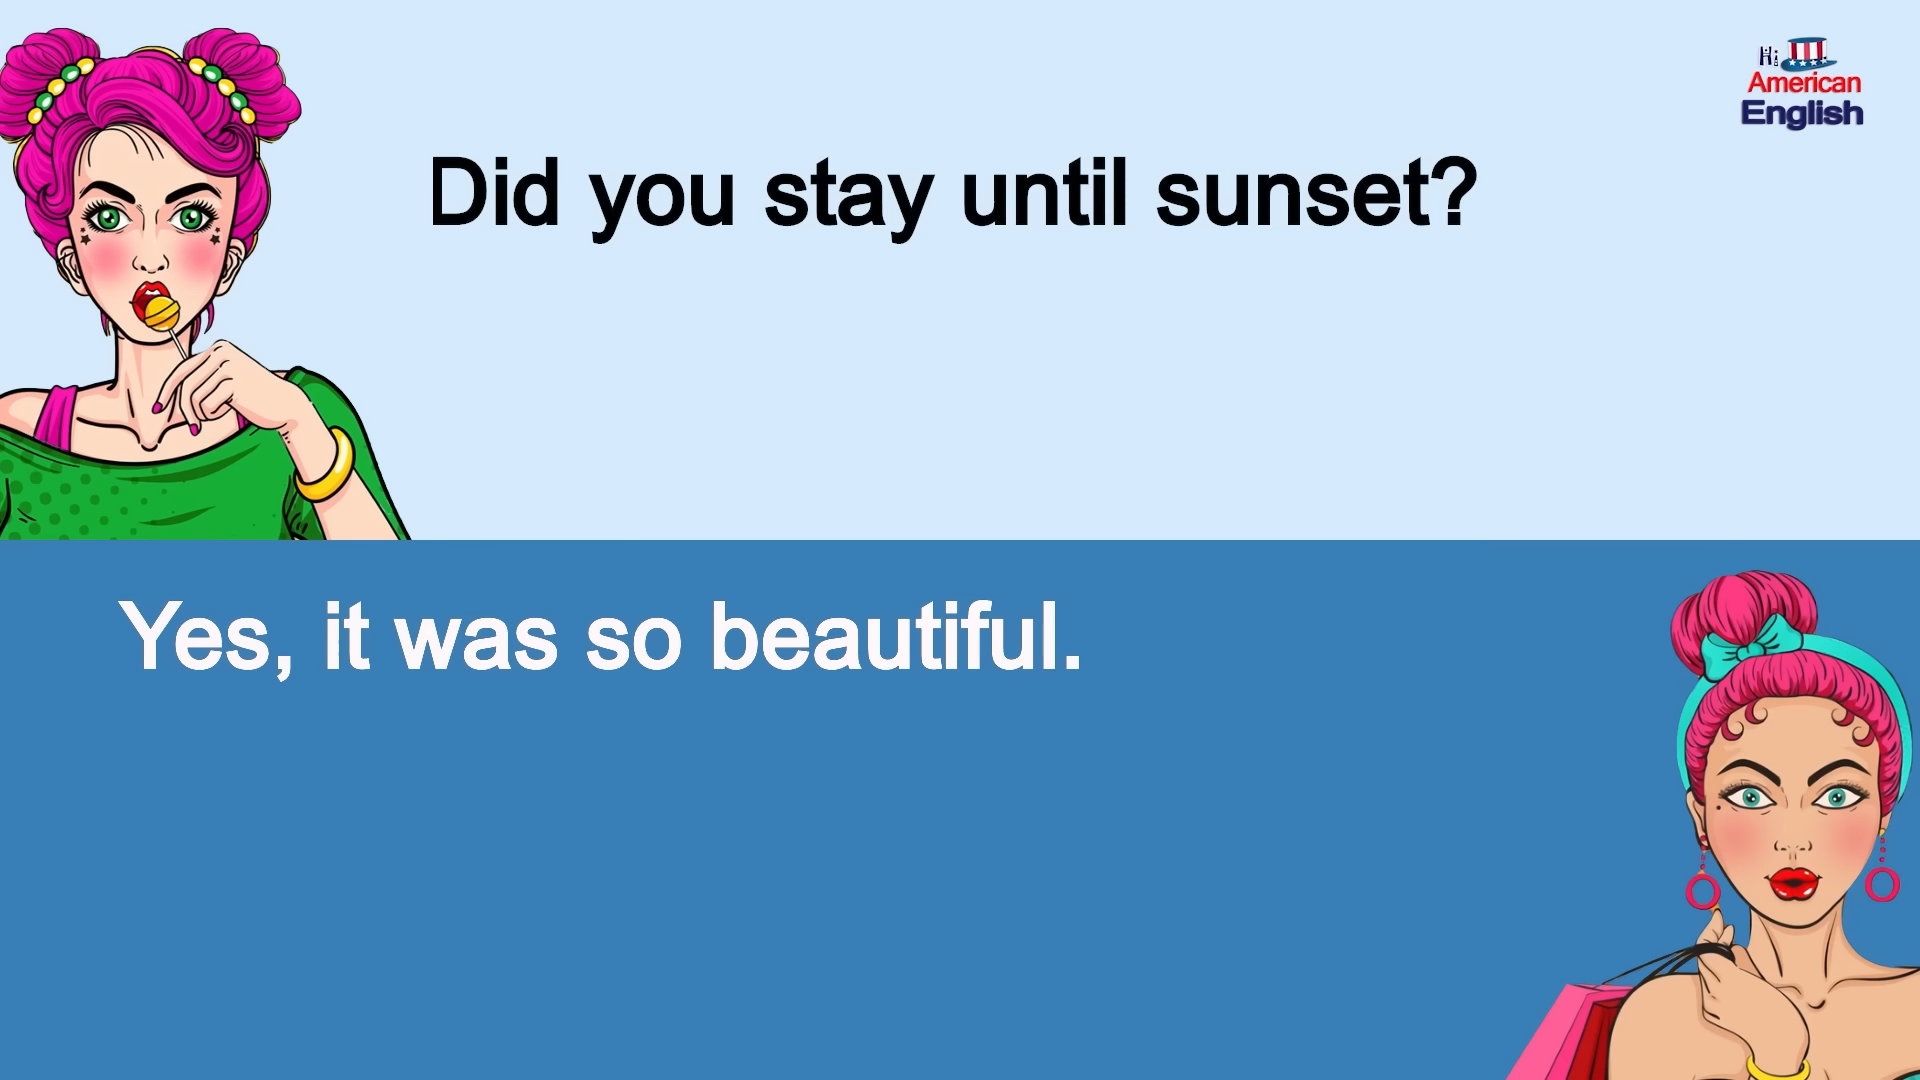 Hi
American
English
Did you stay until sunset?
Yes, it was so beautiful.